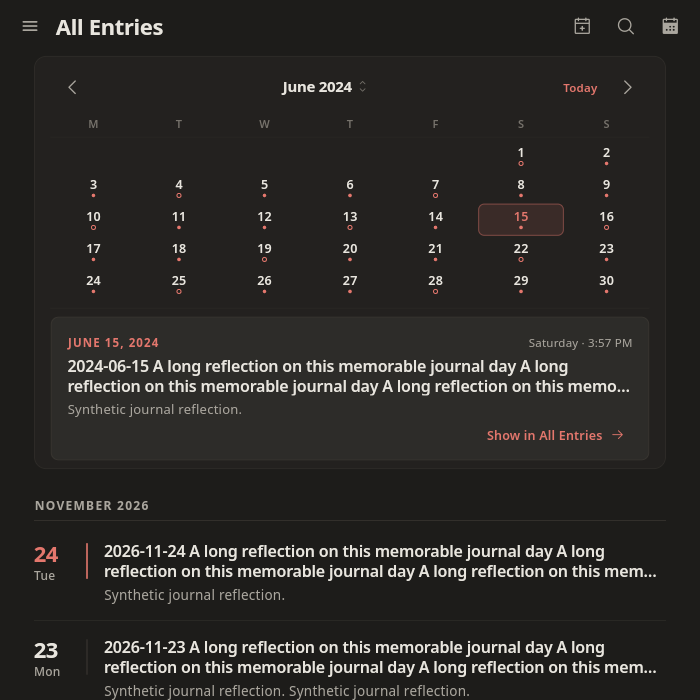 All Entries
June 2024
Today
M T W T F S S
1 2
3 4 5 6 7 8 9
10 11 12 13 14 15 16
17 18 19 20 21 22 23
24 25 26 27 28 29 30
JUNE 15, 2024
Saturday · 3:57 PM
2024-06-15 A long reflection on this memorable journal day A long
reflection on this memorable journal day A long reflection on this memo...
Synthetic journal reflection.
Show in All Entries →
NOVEMBER 2026
24
Tue
2026-11-24 A long reflection on this memorable journal day A long
reflection on this memorable journal day A long reflection on this mem...
Synthetic journal reflection.
23
Mon
2026-11-23 A long reflection on this memorable journal day A long
reflection on this memorable journal day A long reflection on this mem...
Synthetic journal reflection. Synthetic journal reflection.